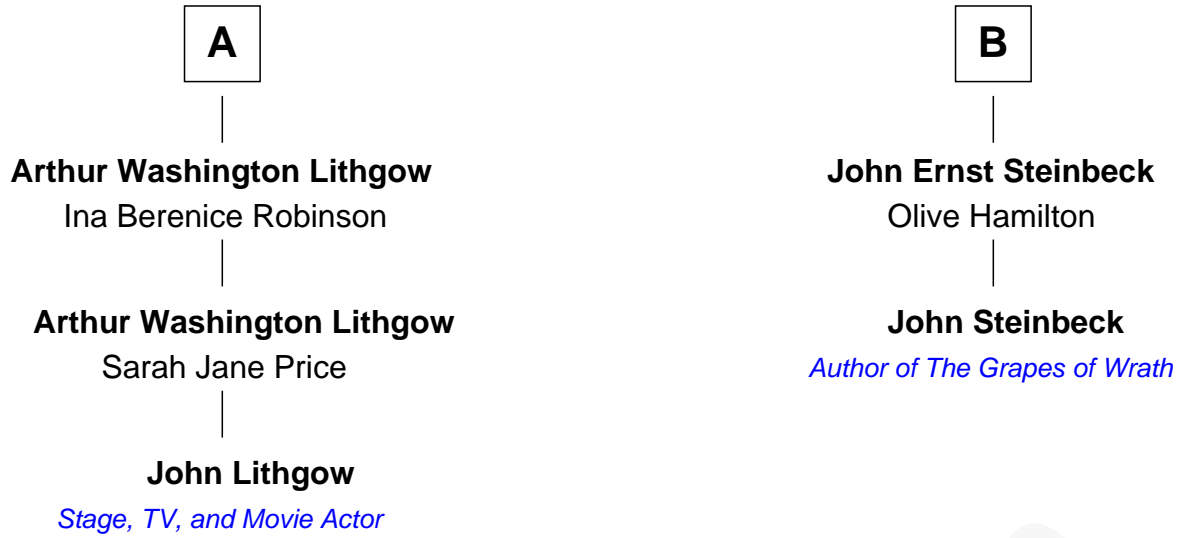 A
Arthur Washington Lithgow
Ina Berenice Robinson
Arthur Washington Lithgow
Sarah Jane Price
John Lithgow
Stage, TV, and Movie Actor
B
John Ernst Steinbeck
Olive Hamilton
John Steinbeck
Author of The Grapes of Wrath